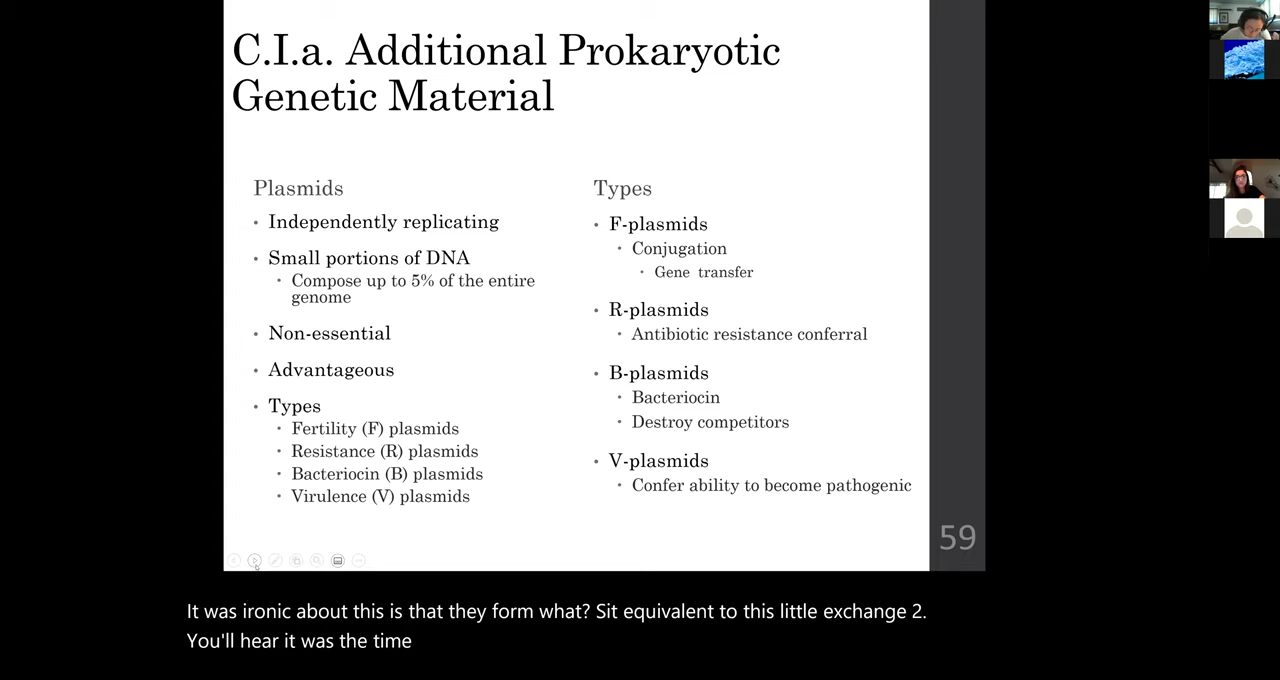 C.I.a. Additional Prokaryotic
Genetic Material
Plasmids
• Independently replicating
• Small portions of DNA
• Compose up to 5% of the entire
genome
• Non-essential
• Advantageous
• Types
• Fertility (F) plasmids
• Resistance (R) plasmids
• Bacteriocin (B) plasmids
• Virulence (V) plasmids
Types
• F-plasmids
• Conjugation
• Gene transfer
• R-plasmids
• Antibiotic resistance conferral
• B-plasmids
• Bacteriocin
• Destroy competitors
• V-plasmids
• Confer ability to become pathogenic
59
It was ironic about this is that they form what? Sit equivalent to this little exchange 2.
You'll hear it was the time